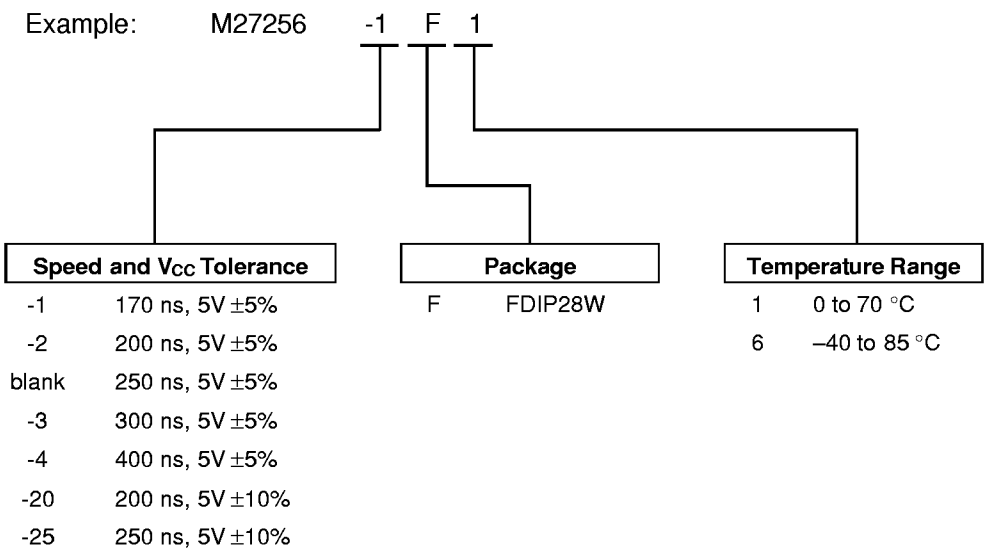 Example: M27256 -1 F 1
Speed and VCC Tolerance
-1 170 ns, 5V ±5%
-2 200 ns, 5V ±5%
blank 250 ns, 5V ±5%
-3 300 ns, 5V ±5%
-4 400 ns, 5V ±5%
-20 200 ns, 5V ±10%
-25 250 ns, 5V ±10%
Package
F FDIP28W
Temperature Range
1 0 to 70 °C
6 –40 to 85 °C